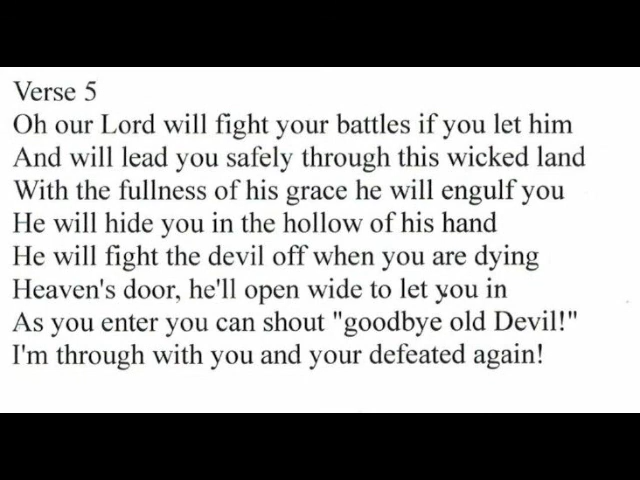 Verse 5
Oh our Lord will fight your battles if you let him
And will lead you safely through this wicked land
With the fullness of his grace he will engulf you
He will hide you in the hollow of his hand
He will fight the devil off when you are dying
Heaven's door, he'll open wide to let you in
As you enter you can shout "goodbye old Devil!"
I'm through with you and your defeated again!